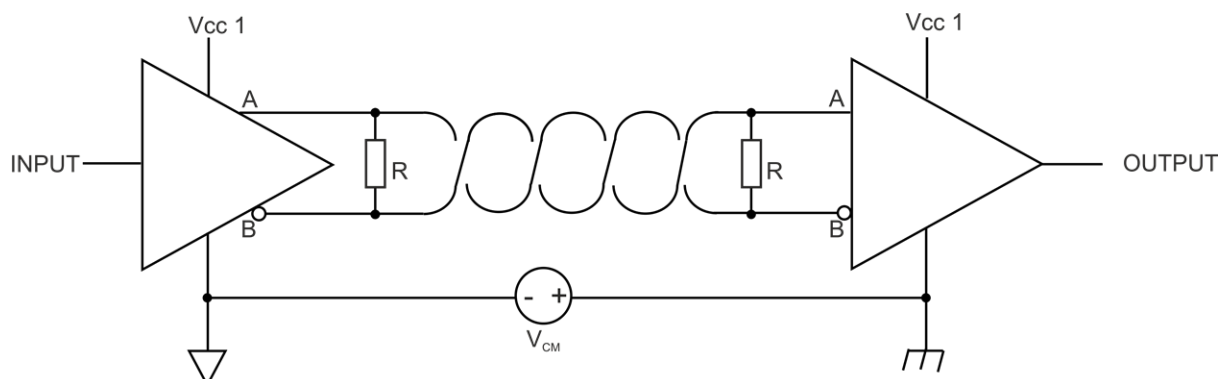 Vcc 1
Vcc 1
A
A
INPUT
R
R
OUTPUT
B
B
- +
VCM